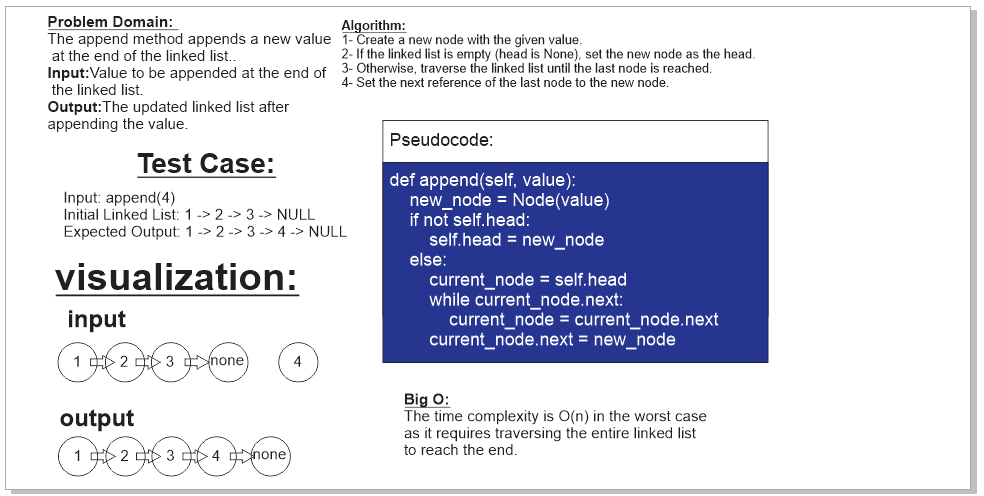 Problem Domain:
The append method appends a new value
at the end of the linked list..
Input:Value to be appended at the end of
the linked list.
Output:The updated linked list after
appending the value.
Algorithm:
1- Create a new node with the given value.
2- If the linked list is empty (head is None), set the new node as the head.
3- Otherwise, traverse the linked list until the last node is reached.
4- Set the next reference of the last node to the new node.
Test Case:
Input: append(4)
Initial Linked List: 1 -> 2 -> 3 -> NULL
Expected Output: 1 -> 2 -> 3 -> 4 -> NULL
visualization:
input
1 2 3 none 4
output
1 2 3 4 none
Pseudocode:
def append(self, value):
    new_node = Node(value)
    if not self.head:
        self.head = new_node
    else:
        current_node = self.head
        while current_node.next:
            current_node = current_node.next
        current_node.next = new_node
Big O:
The time complexity is O(n) in the worst case
as it requires traversing the entire linked list
to reach the end.